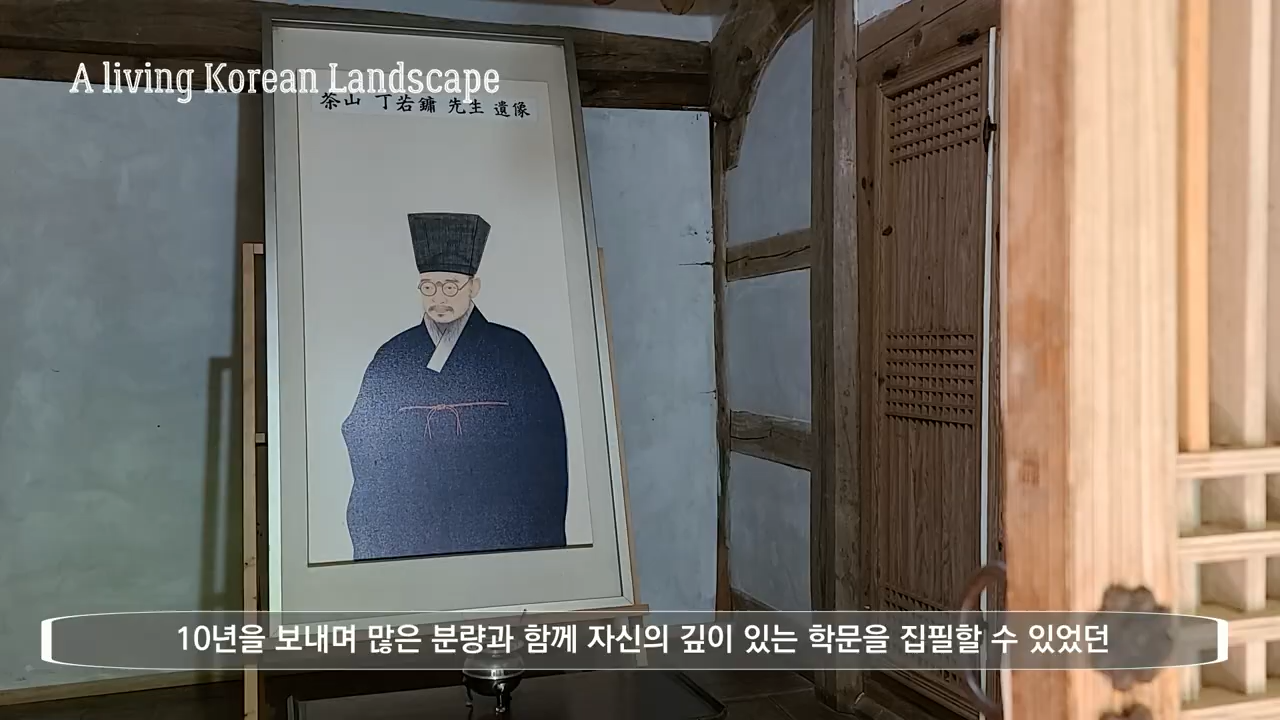 A living Korean Landscape
茶山 丁若鏞 先生 遺像
10년을 보내며 많은 분량과 함께 자신의 깊이 있는 학문을 집필할 수 있었던